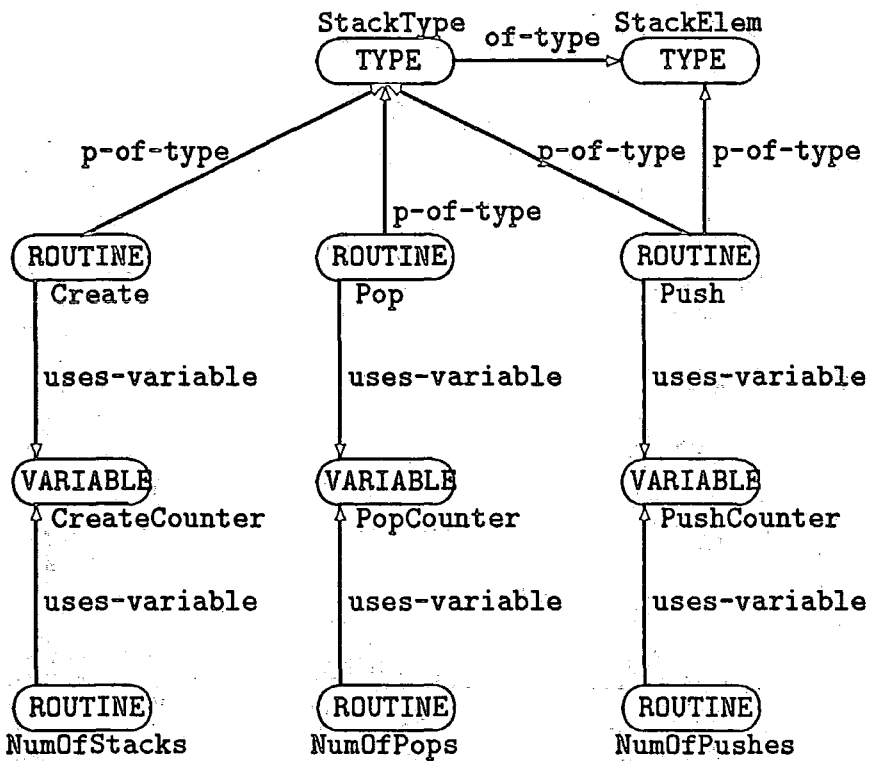 StackType of-type StackElem
TYPE TYPE
p-of-type p-of-type p-of-type
p-of-type
ROUTINE ROUTINE ROUTINE
Create Pop Push
uses-variable uses-variable uses-variable
VARIABLE VARIABLE VARIABLE
CreateCounter PopCounter PushCounter
uses-variable uses-variable uses-variable
ROUTINE ROUTINE ROUTINE
NumOfStacks NumOfPops NumOfPushes